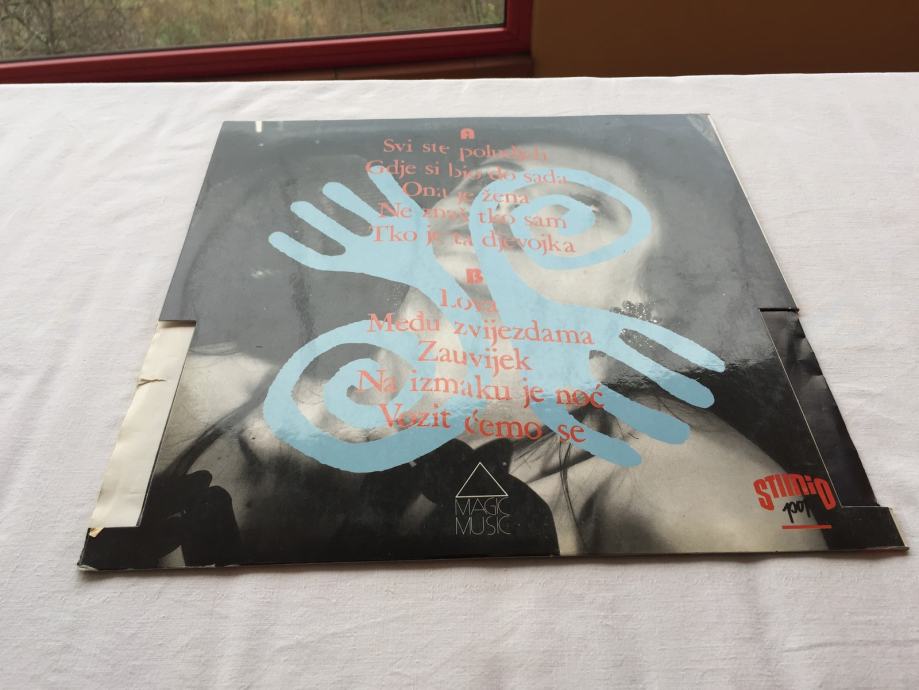 A
Svi ste poludjeli
Gdje si bio do sada
Ona je žena
Ne znaš tko sam
Tko je ta djevojka
B
Lova
Među zvijezdama
Zauvijek
Na izmaku je noć
Vozit ćemo se
MAGIC
MUSIC
STUDIO